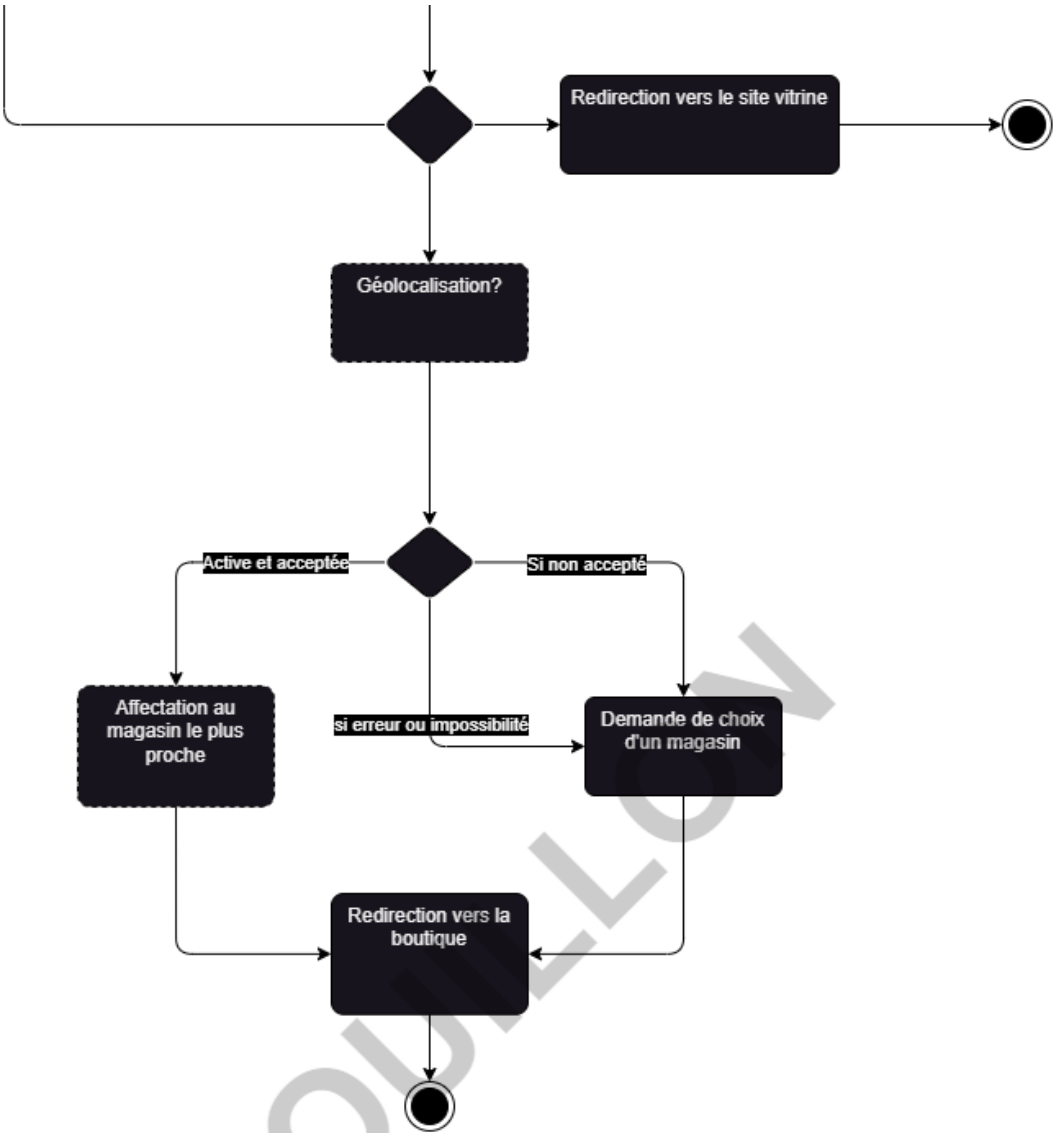 Redirection vers le site vitrine
Géolocalisation?
Active et acceptée
Si non accepté
Affectation au
magasin le plus
proche
si erreur ou impossibilité
Demande de choix
d'un magasin
Redirection vers la
boutique
OUILLON